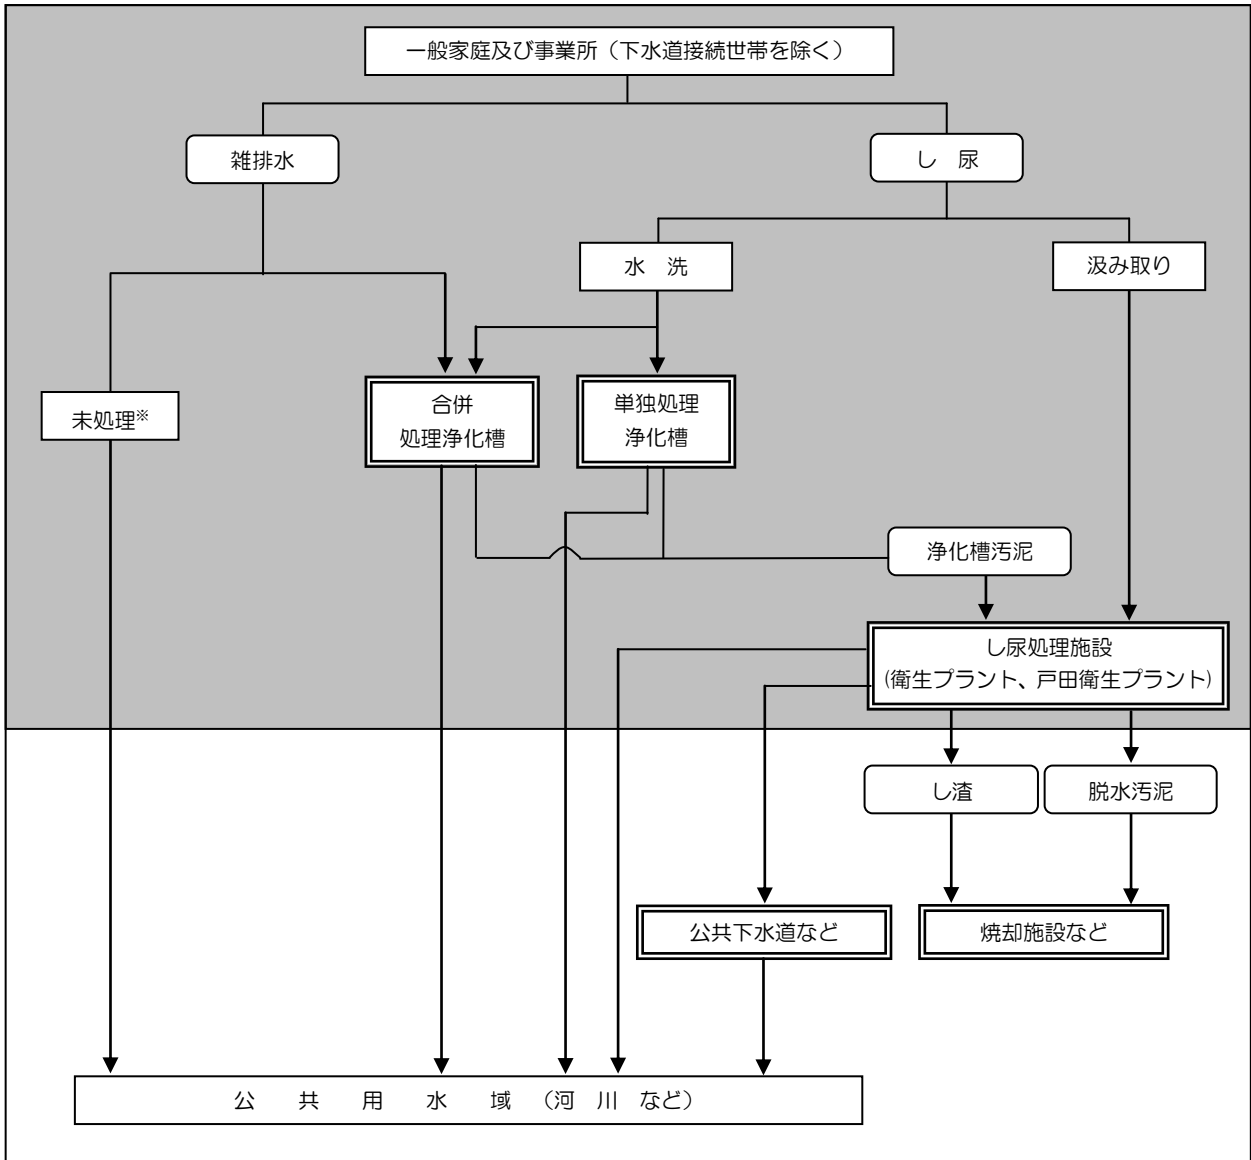 一般家庭及び事業所（下水道接続世帯を除く）
雑排水
し　尿
水　洗
汲み取り
未処理※
合併
処理浄化槽
単独処理
浄化槽
浄化槽汚泥
し尿処理施設
(衛生プラント、戸田衛生プラント)
し渣
脱水汚泥
公共下水道など
焼却施設など
公　共　用　水　域　（河　川　など）